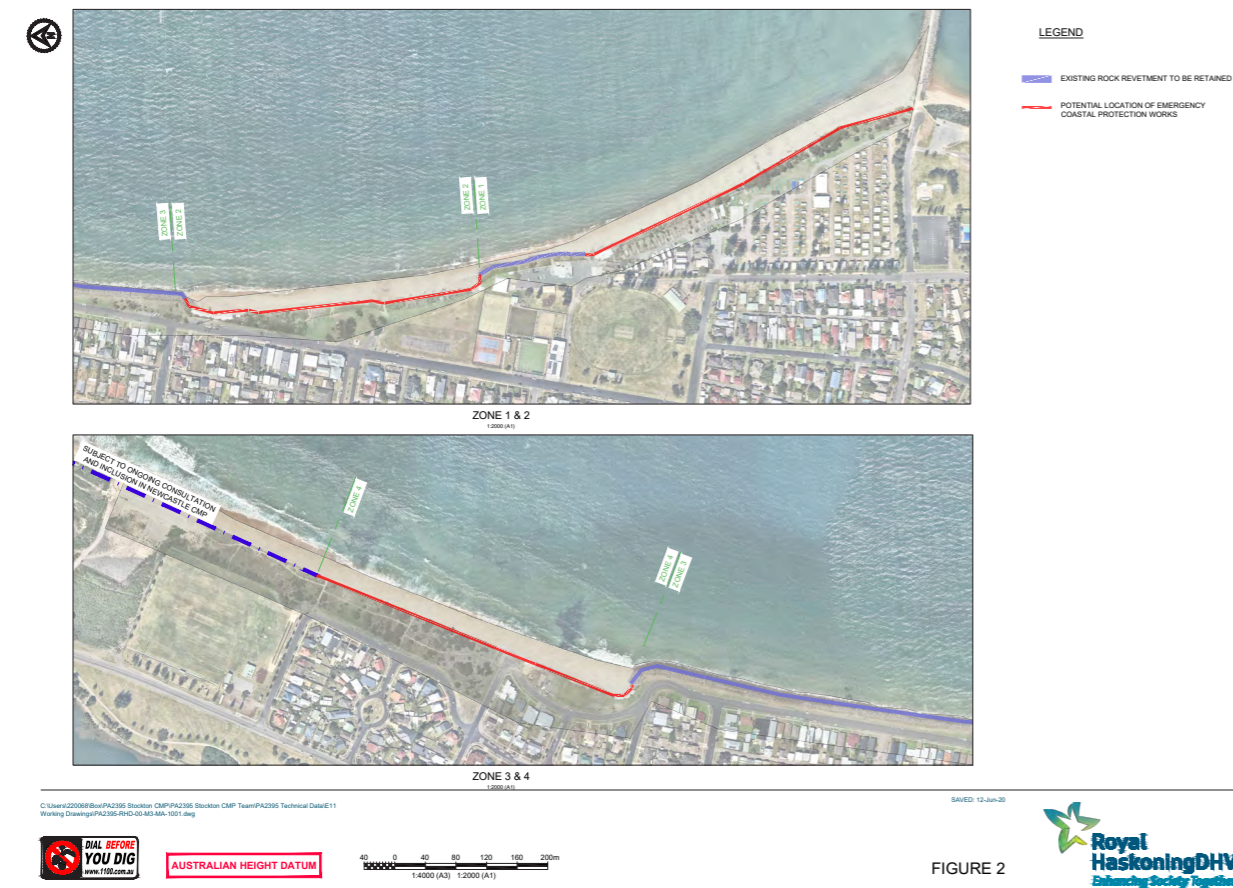 LEGEND
EXISTING ROCK REVETMENT TO BE RETAINED
POTENTIAL LOCATION OF EMERGENCY
COASTAL PROTECTION WORKS
ZONE 3
ZONE 2
ZONE 2
ZONE 1
ZONE 1 & 2
1:2000 (A1)
SUBJECT TO ONGOING CONSULTATION
AND INCLUSION IN NEWCASTLE CMP
ZONE 4
ZONE 4
ZONE 3
ZONE 3 & 4
1:2000 (A1)
C:\Users\220068\Box\PA2395 Stockton CMP\PA2395 Stockton CMP Team\PA2395 Technical Data\E11
Working Drawings\PA2395-RHD-00-M3-MA-1001.dwg
SAVED: 12-Jun-20
DIAL BEFORE
YOU DIG
www.1100.com.au
AUSTRALIAN HEIGHT DATUM
40 0 40 80 120 160 200m
1:4000 (A3) 1:2000 (A1)
FIGURE 2
Royal
HaskoningDHV
Enhancing Society Together